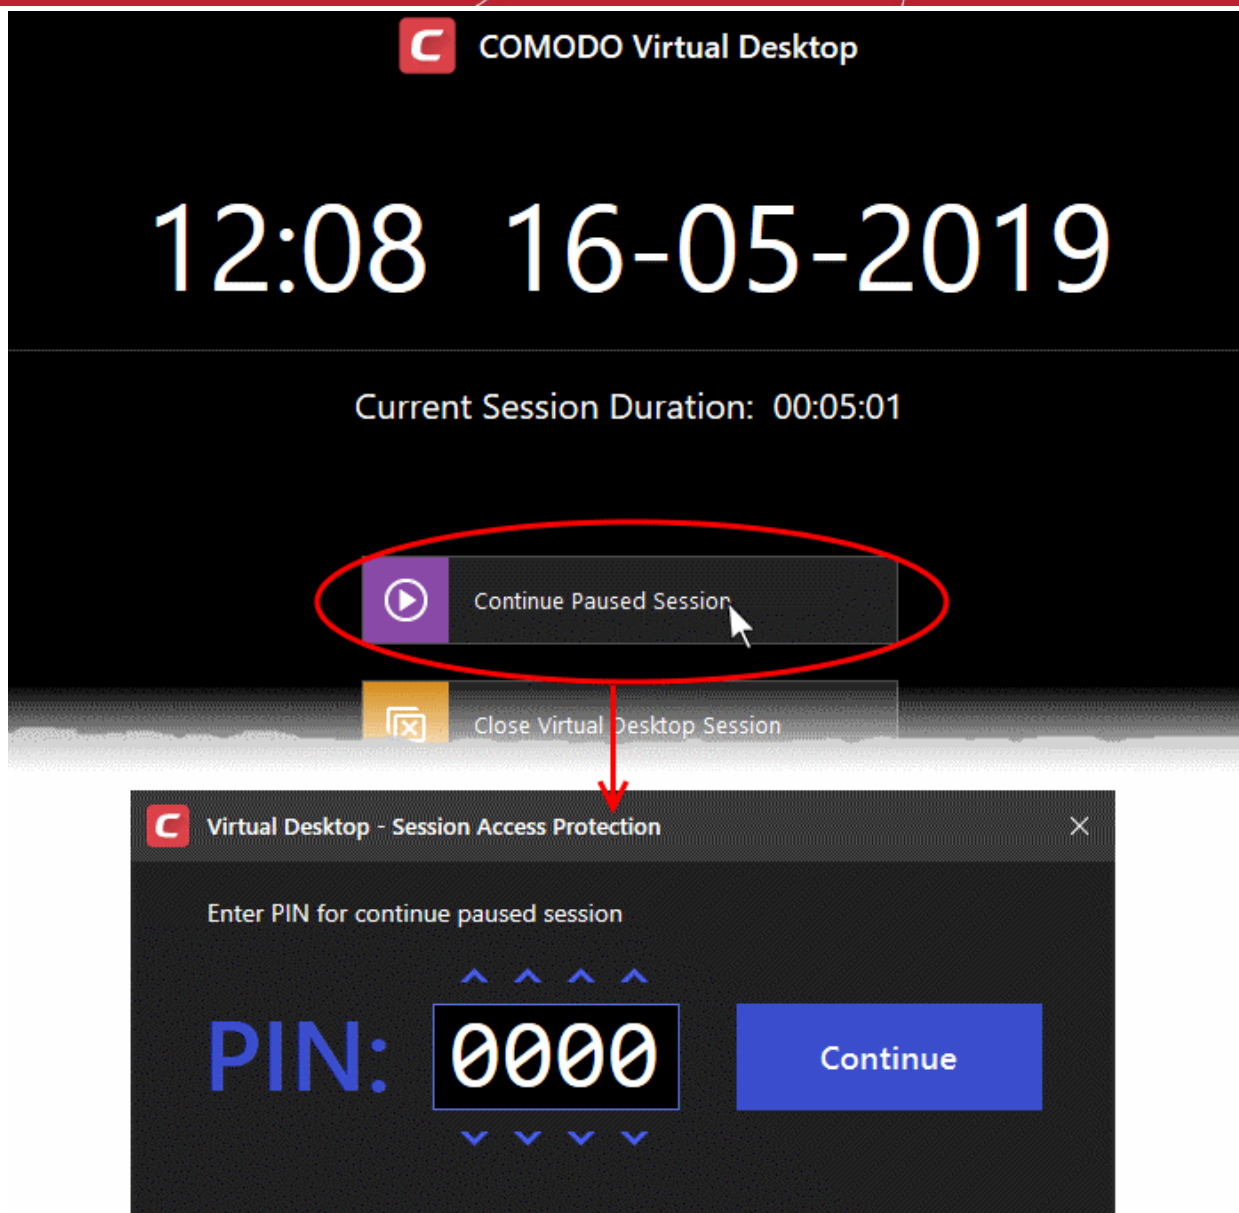 COMODO Virtual Desktop
12:08 16-05-2019
Current Session Duration: 00:05:01
Continue Paused Session
Close Virtual Desktop Session
Virtual Desktop - Session Access Protection
Enter PIN for continue paused session
PIN: 0000 Continue